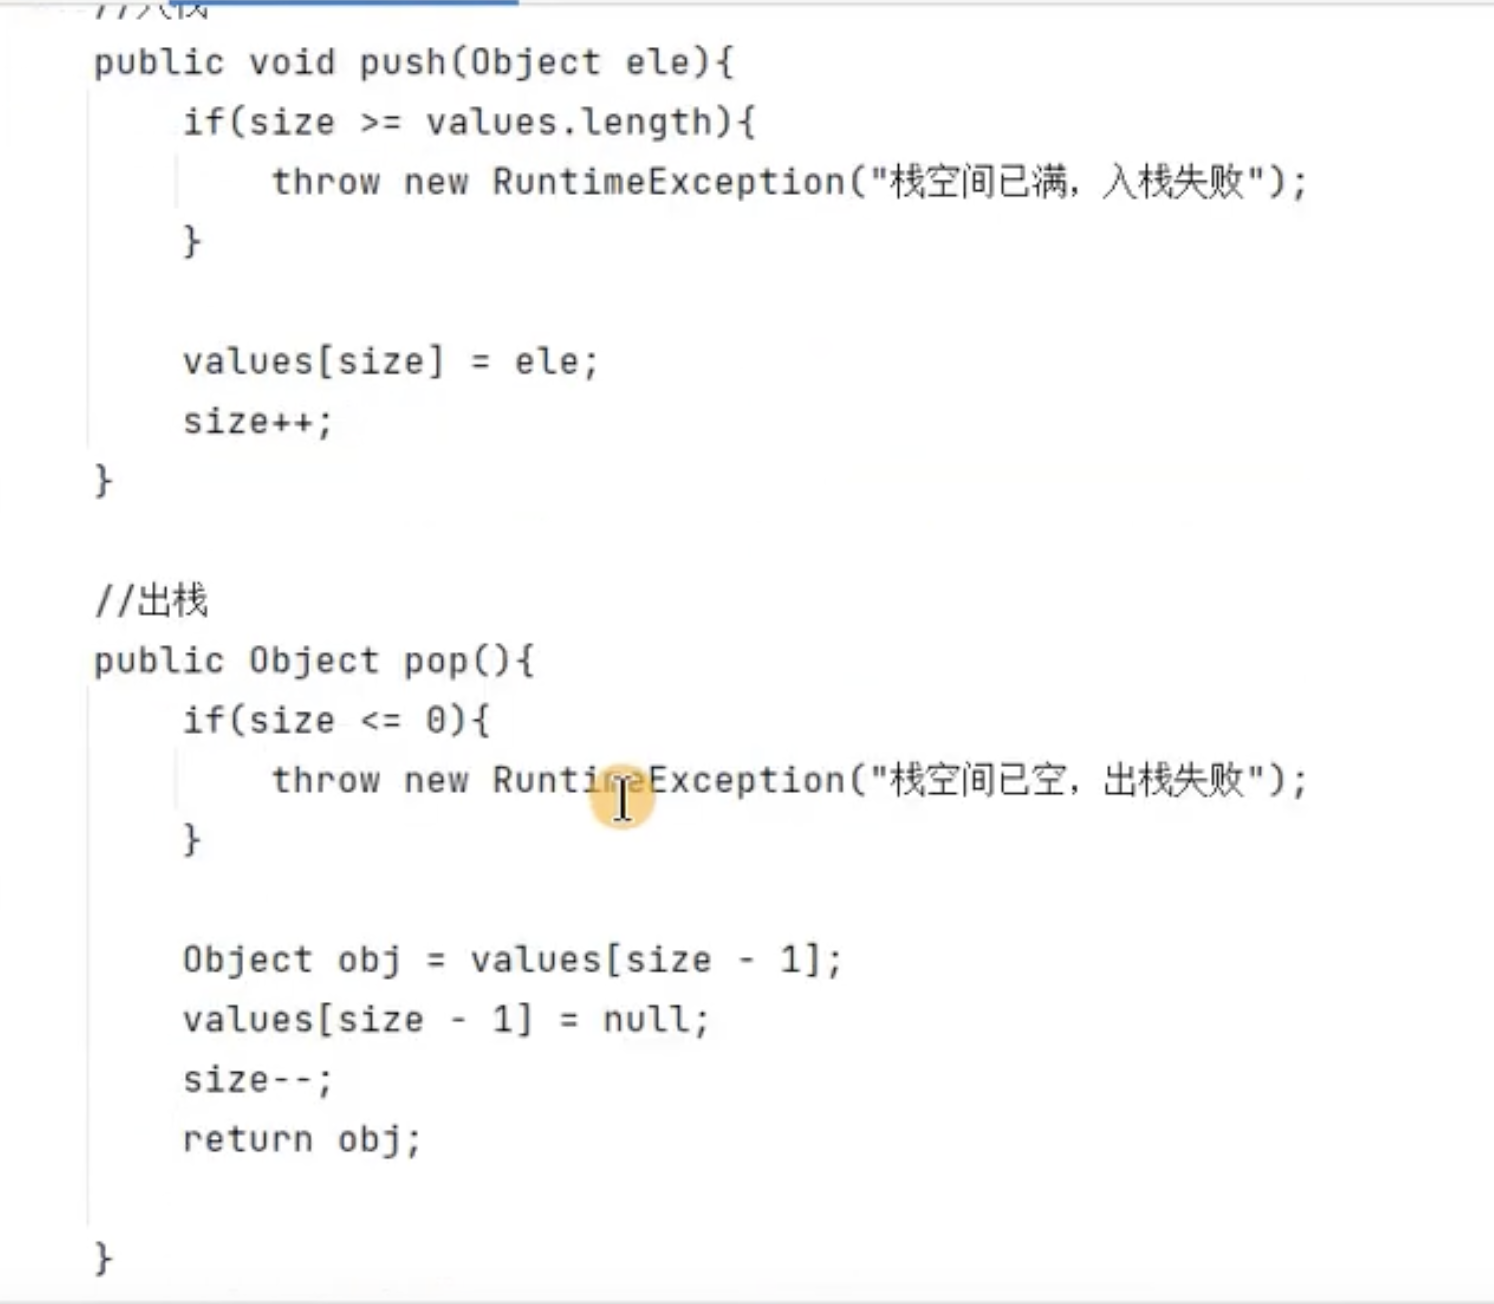 //入栈
public void push(Object ele){
if(size >= values.length){
throw new RuntimeException("栈空间已满，入栈失败");
}
values[size] = ele;
size++;
}
//出栈
public Object pop(){
if(size <= 0){
throw new RuntimeException("栈空间已空，出栈失败");
}
Object obj = values[size - 1];
values[size - 1] = null;
size--;
return obj;
}